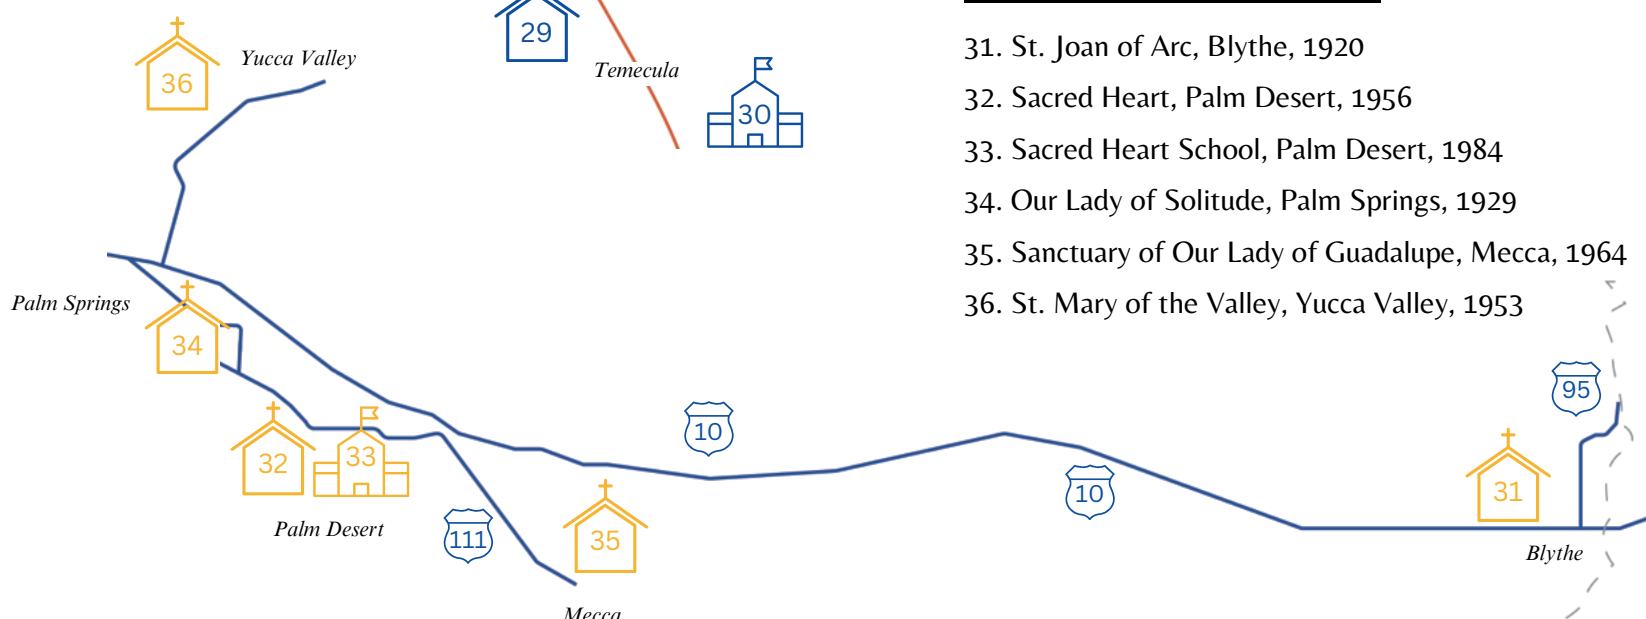 29
36
Yucca Valley
Temecula
30
31. St. Joan of Arc, Blythe, 1920
32. Sacred Heart, Palm Desert, 1956
33. Sacred Heart School, Palm Desert, 1984
34. Our Lady of Solitude, Palm Springs, 1929
35. Sanctuary of Our Lady of Guadalupe, Mecca, 1964
36. St. Mary of the Valley, Yucca Valley, 1953
Palm Springs
34
95
10
32
33
31
10
Palm Desert
111
35
Blythe
Mecca